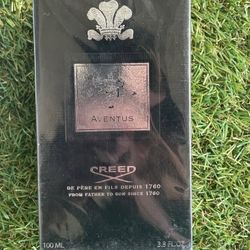 AVENTUS
CREED
DE PÈRE EN FILS DEPUIS 1760
FROM FATHER TO SON SINCE 1760
100 ML
3.3 FL.OZ